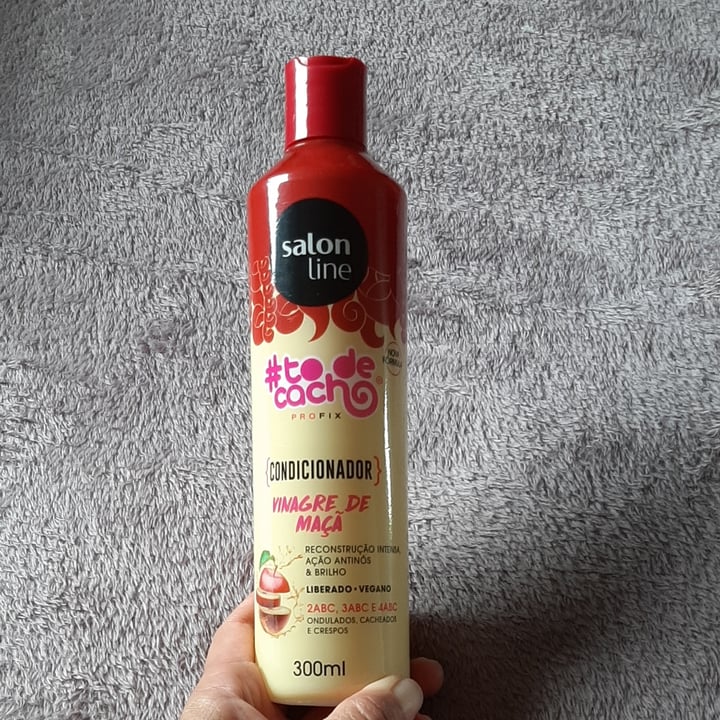 salon
line
NOVA
FÓRMULA
#to de
cacho
PROFIX
{CONDICIONADOR}
VINAGRE DE
MAÇÃ
RECONSTRUÇÃO INTENSA,
AÇÃO ANTINÓS
& BRILHO
LIBERADO • VEGANO
2ABC, 3ABC E 4ABC
ONDULADOS, CACHEADOS
E CRESPOS
300ml